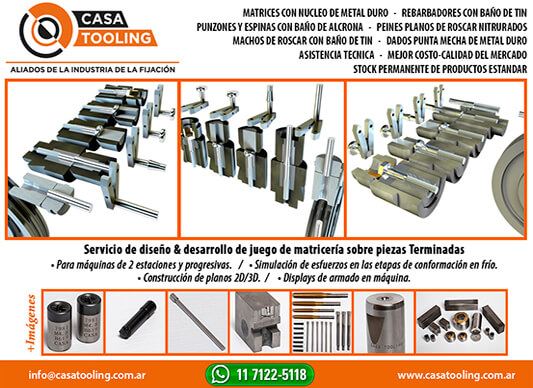 CASA
TOOLING
ALIADOS DE LA INDUSTRIA DE LA FIJACIÓN
MATRICES CON NUCLEO DE METAL DURO - REBARBADORES CON BAÑO DE TIN
PUNZONES Y ESPINAS CON BAÑO DE ALCRONA - PEINES PLANOS DE ROSCAR NITRURADOS
MACHOS DE ROSCAR CON BAÑO DE TIN - DADOS PUNTA MECHA DE METAL DURO
ASISTENCIA TECNICA - MEJOR COSTO-CALIDAD DEL MERCADO
STOCK PERMANENTE DE PRODUCTOS ESTANDAR
Servicio de diseño & desarrollo de juego de matricería sobre piezas Terminadas
• Para máquinas de 2 estaciones y progresivas. / • Simulación de esfuerzos en las etapas de conformación en frío.
• Construcción de planos 2D/3D. / • Displays de armado en máquina.
+Imágenes
info@casatooling.com.ar
11 7122-5118
www.casatooling.com.ar